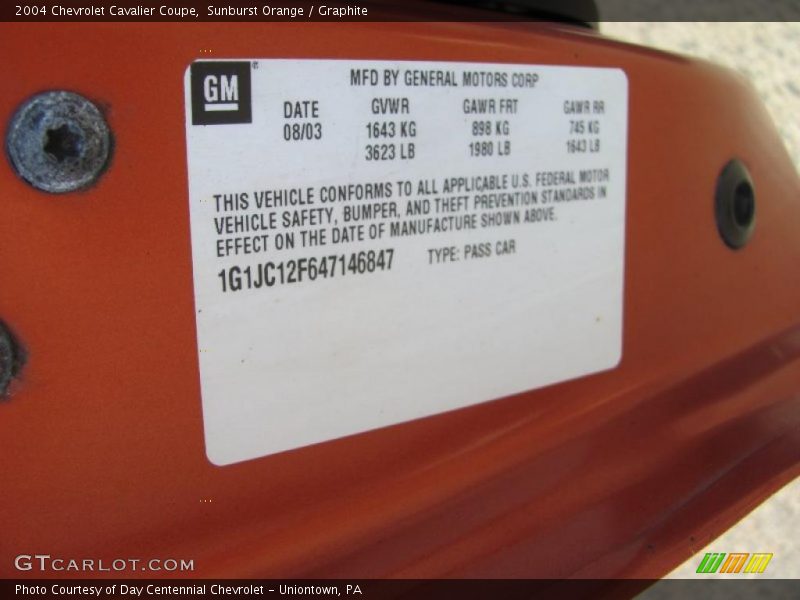 2004 Chevrolet Cavalier Coupe, Sunburst Orange / Graphite
GM
MFD BY GENERAL MOTORS CORP
DATE GVWR GAWR FRT GAWR RR
08/03 1643 KG 898 KG 745 KG
3623 LB 1980 LB 1643 LB
THIS VEHICLE CONFORMS TO ALL APPLICABLE U.S. FEDERAL MOTOR
VEHICLE SAFETY, BUMPER, AND THEFT PREVENTION STANDARDS IN
EFFECT ON THE DATE OF MANUFACTURE SHOWN ABOVE.
1G1JC12F647146847 TYPE: PASS CAR
GTCARLOT.COM
Photo Courtesy of Day Centennial Chevrolet - Uniontown, PA